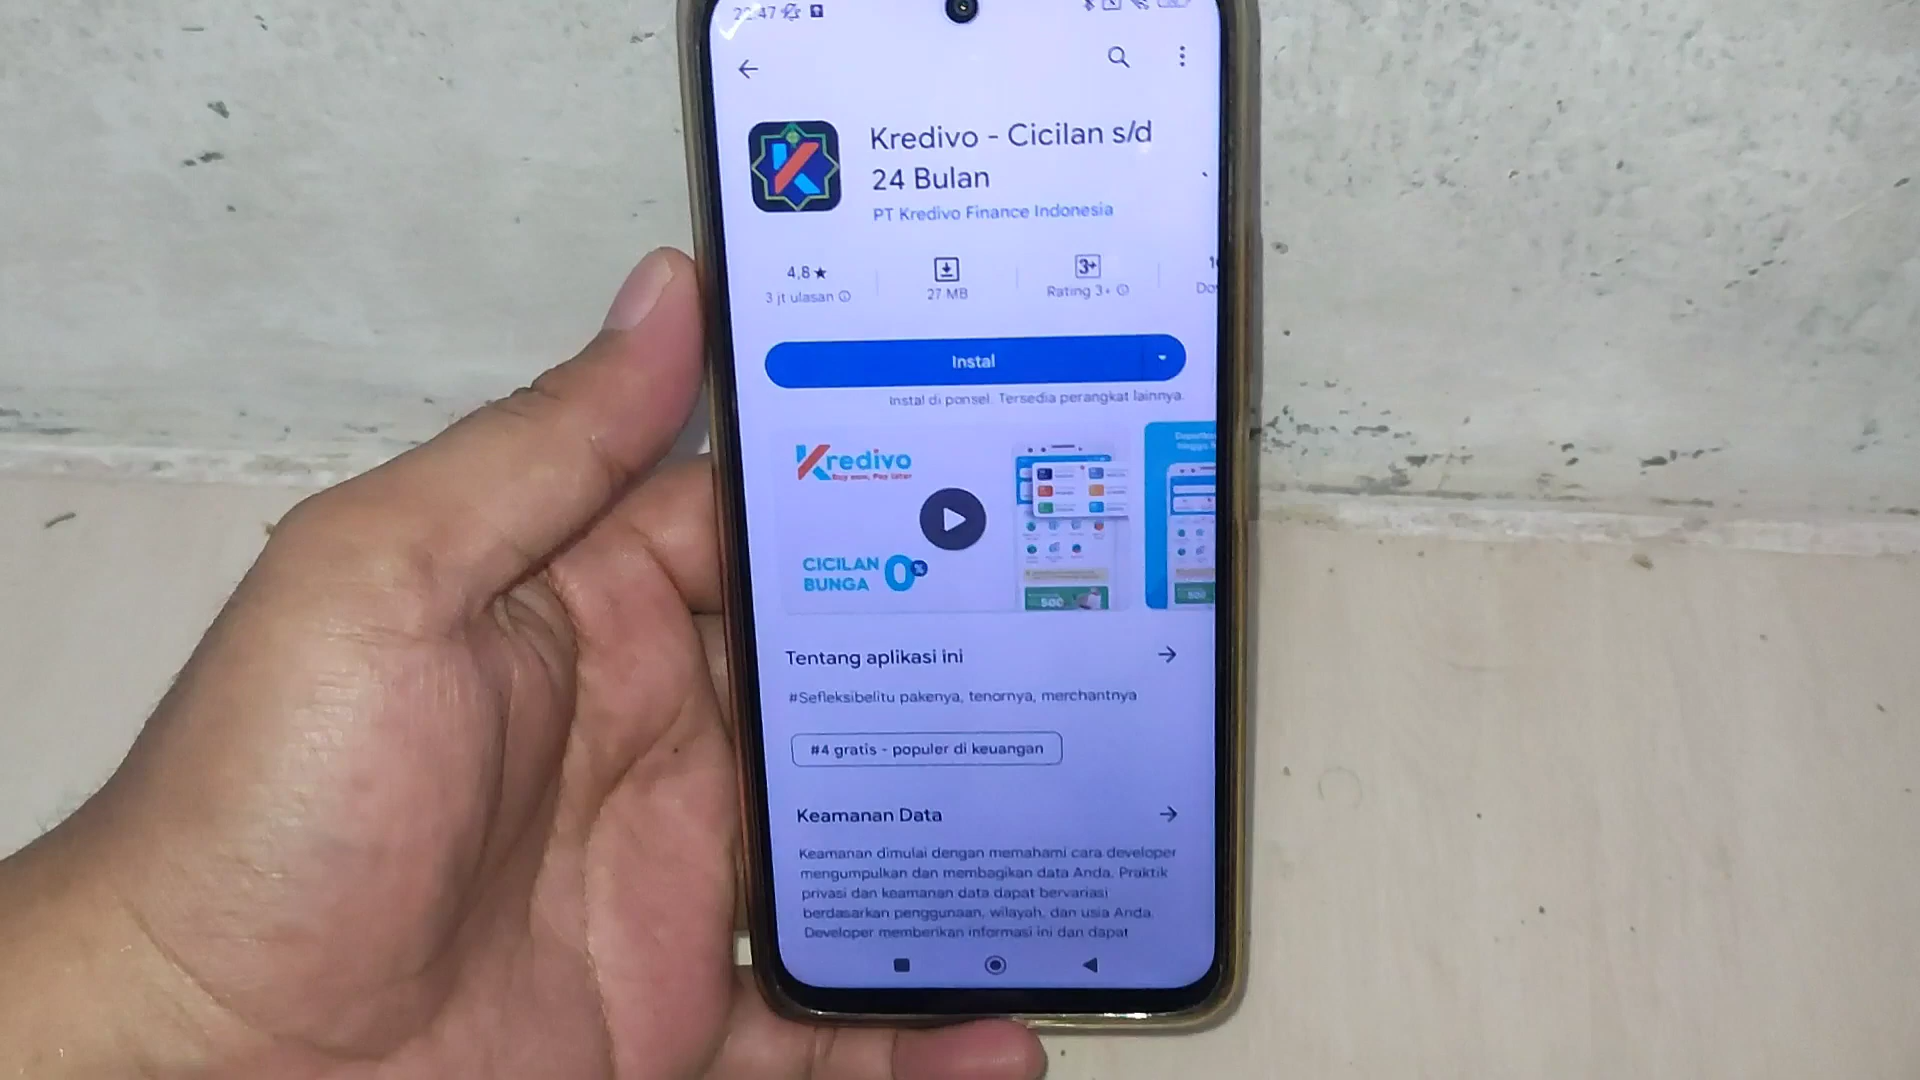 22.47
Kredivo - Cicilan s/d
24 Bulan
PT Kredivo Finance Indonesia
4,8★
3 jt ulasan
27 MB
3+
Rating 3+
Instal
Instal di ponsel. Tersedia perangkat lainnya.
Kredivo
Buy now, Pay later
CICILAN
BUNGA 0%
500
Tentang aplikasi ini
#Sefleksibelitu pakenya, tenornya, merchantnya
#4 gratis - populer di keuangan
Keamanan Data
Keamanan dimulai dengan memahami cara developer
mengumpulkan dan membagikan data Anda. Praktik
privasi dan keamanan data dapat bervariasi
berdasarkan penggunaan, wilayah, dan usia Anda.
Developer memberikan informasi ini dan dapat